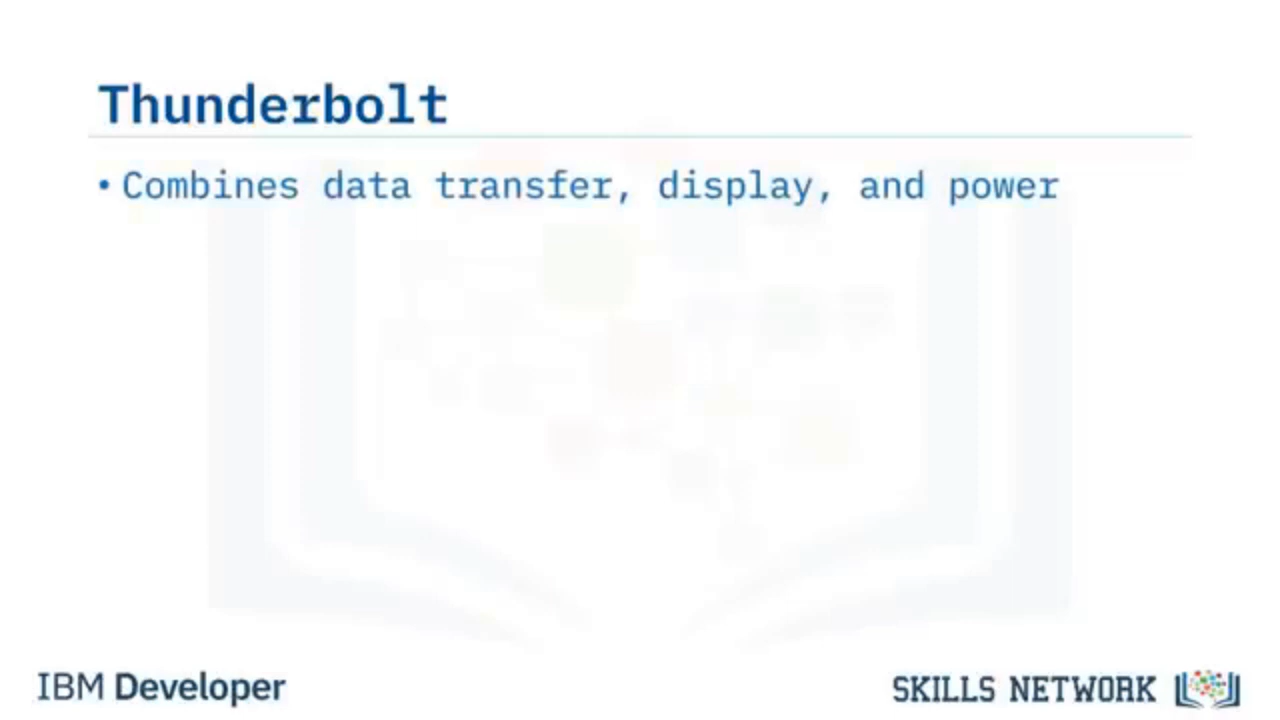 Thunderbolt
• Combines data transfer, display, and power
IBM Developer
SKILLS NETWORK